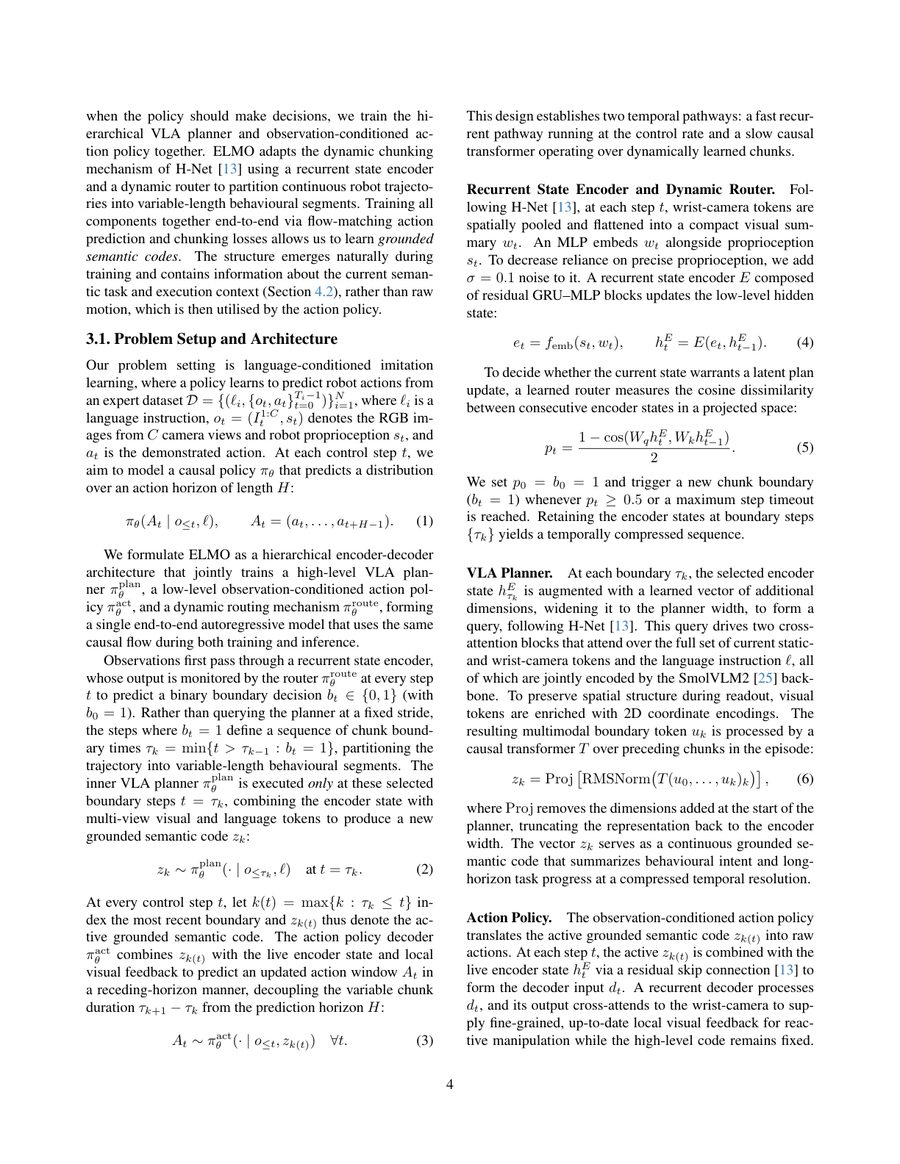 when the policy should make decisions, we train the hi-
erarchical VLA planner and observation-conditioned ac-
tion policy together. ELMO adapts the dynamic chunking
mechanism of H-Net [13] using a recurrent state encoder
and a dynamic router to partition continuous robot trajecto-
ries into variable-length behavioural segments. Training all
components together end-to-end via flow-matching action
prediction and chunking losses allows us to learn grounded
semantic codes. The structure emerges naturally during
training and contains information about the current seman-
tic task and execution context (Section 4.2), rather than raw
motion, which is then utilised by the action policy.
3.1. Problem Setup and Architecture
Our problem setting is language-conditioned imitation
learning, where a policy learns to predict robot actions from
an expert dataset D = {(ℓ_i, {o_t, a_t}_{t=0}^{T_i−1})}_{i=1}^N, where ℓ_i is a
language instruction, o_t = (I_t^{1:C}, s_t) denotes the RGB im-
ages from C camera views and robot proprioception s_t, and
a_t is the demonstrated action. At each control step t, we
aim to model a causal policy π_θ that predicts a distribution
over an action horizon of length H:
π_θ(A_t | o_{≤t}, ℓ), A_t = (a_t, . . . , a_{t+H−1}). (1)
We formulate ELMO as a hierarchical encoder-decoder
architecture that jointly trains a high-level VLA plan-
ner π_θ^plan, a low-level observation-conditioned action pol-
icy π_θ^act, and a dynamic routing mechanism π_θ^route, forming
a single end-to-end autoregressive model that uses the same
causal flow during both training and inference.
Observations first pass through a recurrent state encoder,
whose output is monitored by the router π_θ^route at every step
t to predict a binary boundary decision b_t ∈ {0, 1} (with
b_0 = 1). Rather than querying the planner at a fixed stride,
the steps where b_t = 1 define a sequence of chunk bound-
ary times τ_k = min{t > τ_{k−1} : b_t = 1}, partitioning the
trajectory into variable-length behavioural segments. The
inner VLA planner π_θ^plan is executed only at these selected
boundary steps t = τ_k, combining the encoder state with
multi-view visual and language tokens to produce a new
grounded semantic code z_k:
z_k ∼ π_θ^plan(· | o_{≤τ_k}, ℓ) at t = τ_k. (2)
At every control step t, let k(t) = max{k : τ_k ≤ t} in-
dex the most recent boundary and z_{k(t)} thus denote the ac-
tive grounded semantic code. The action policy decoder
π_θ^act combines z_{k(t)} with the live encoder state and local
visual feedback to predict an updated action window A_t in
a receding-horizon manner, decoupling the variable chunk
duration τ_{k+1} − τ_k from the prediction horizon H:
A_t ∼ π_θ^act(· | o_{≤t}, z_{k(t)}) ∀t. (3)
This design establishes two temporal pathways: a fast recur-
rent pathway running at the control rate and a slow causal
transformer operating over dynamically learned chunks.
Recurrent State Encoder and Dynamic Router. Fol-
lowing H-Net [13], at each step t, wrist-camera tokens are
spatially pooled and flattened into a compact visual sum-
mary w_t. An MLP embeds w_t alongside proprioception
s_t. To decrease reliance on precise proprioception, we add
σ = 0.1 noise to it. A recurrent state encoder E composed
of residual GRU–MLP blocks updates the low-level hidden
state:
e_t = f_emb(s_t, w_t), h_t^E = E(e_t, h_{t−1}^E). (4)
To decide whether the current state warrants a latent plan
update, a learned router measures the cosine dissimilarity
between consecutive encoder states in a projected space:
p_t = (1 − cos(W_q h_t^E, W_k h_{t−1}^E)) / 2. (5)
We set p_0 = b_0 = 1 and trigger a new chunk boundary
(b_t = 1) whenever p_t ≥ 0.5 or a maximum step timeout
is reached. Retaining the encoder states at boundary steps
{τ_k} yields a temporally compressed sequence.
VLA Planner. At each boundary τ_k, the selected encoder
state h_{τ_k}^E is augmented with a learned vector of additional
dimensions, widening it to the planner width, to form a
query, following H-Net [13]. This query drives two cross-
attention blocks that attend over the full set of current static-
and wrist-camera tokens and the language instruction ℓ, all
of which are jointly encoded by the SmolVLM2 [25] back-
bone. To preserve spatial structure during readout, visual
tokens are enriched with 2D coordinate encodings. The
resulting multimodal boundary token u_k is processed by a
causal transformer T over preceding chunks in the episode:
z_k = Proj [RMSNorm(T(u_0, . . . , u_k)_k)] , (6)
where Proj removes the dimensions added at the start of the
planner, truncating the representation back to the encoder
width. The vector z_k serves as a continuous grounded se-
mantic code that summarizes behavioural intent and long-
horizon task progress at a compressed temporal resolution.
Action Policy. The observation-conditioned action policy
translates the active grounded semantic code z_{k(t)} into raw
actions. At each step t, the active z_{k(t)} is combined with the
live encoder state h_t^E via a residual skip connection [13] to
form the decoder input d_t. A recurrent decoder processes
d_t, and its output cross-attends to the wrist-camera to sup-
ply fine-grained, up-to-date local visual feedback for reac-
tive manipulation while the high-level code remains fixed.
4